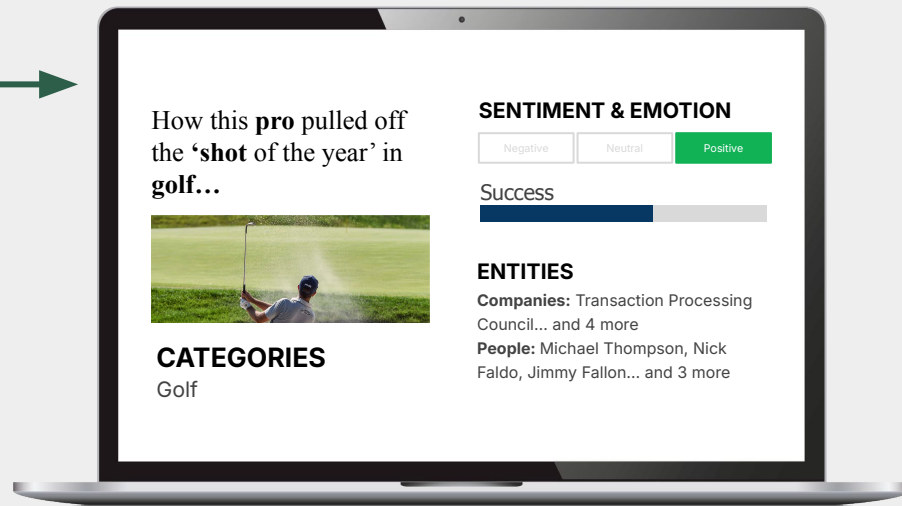 How this pro pulled off
the ‘shot of the year’ in
golf…
CATEGORIES
Golf
SENTIMENT & EMOTION
Negative
Neutral
Positive
Success
ENTITIES
Companies: Transaction Processing
Council... and 4 more
People: Michael Thompson, Nick
Faldo, Jimmy Fallon... and 3 more